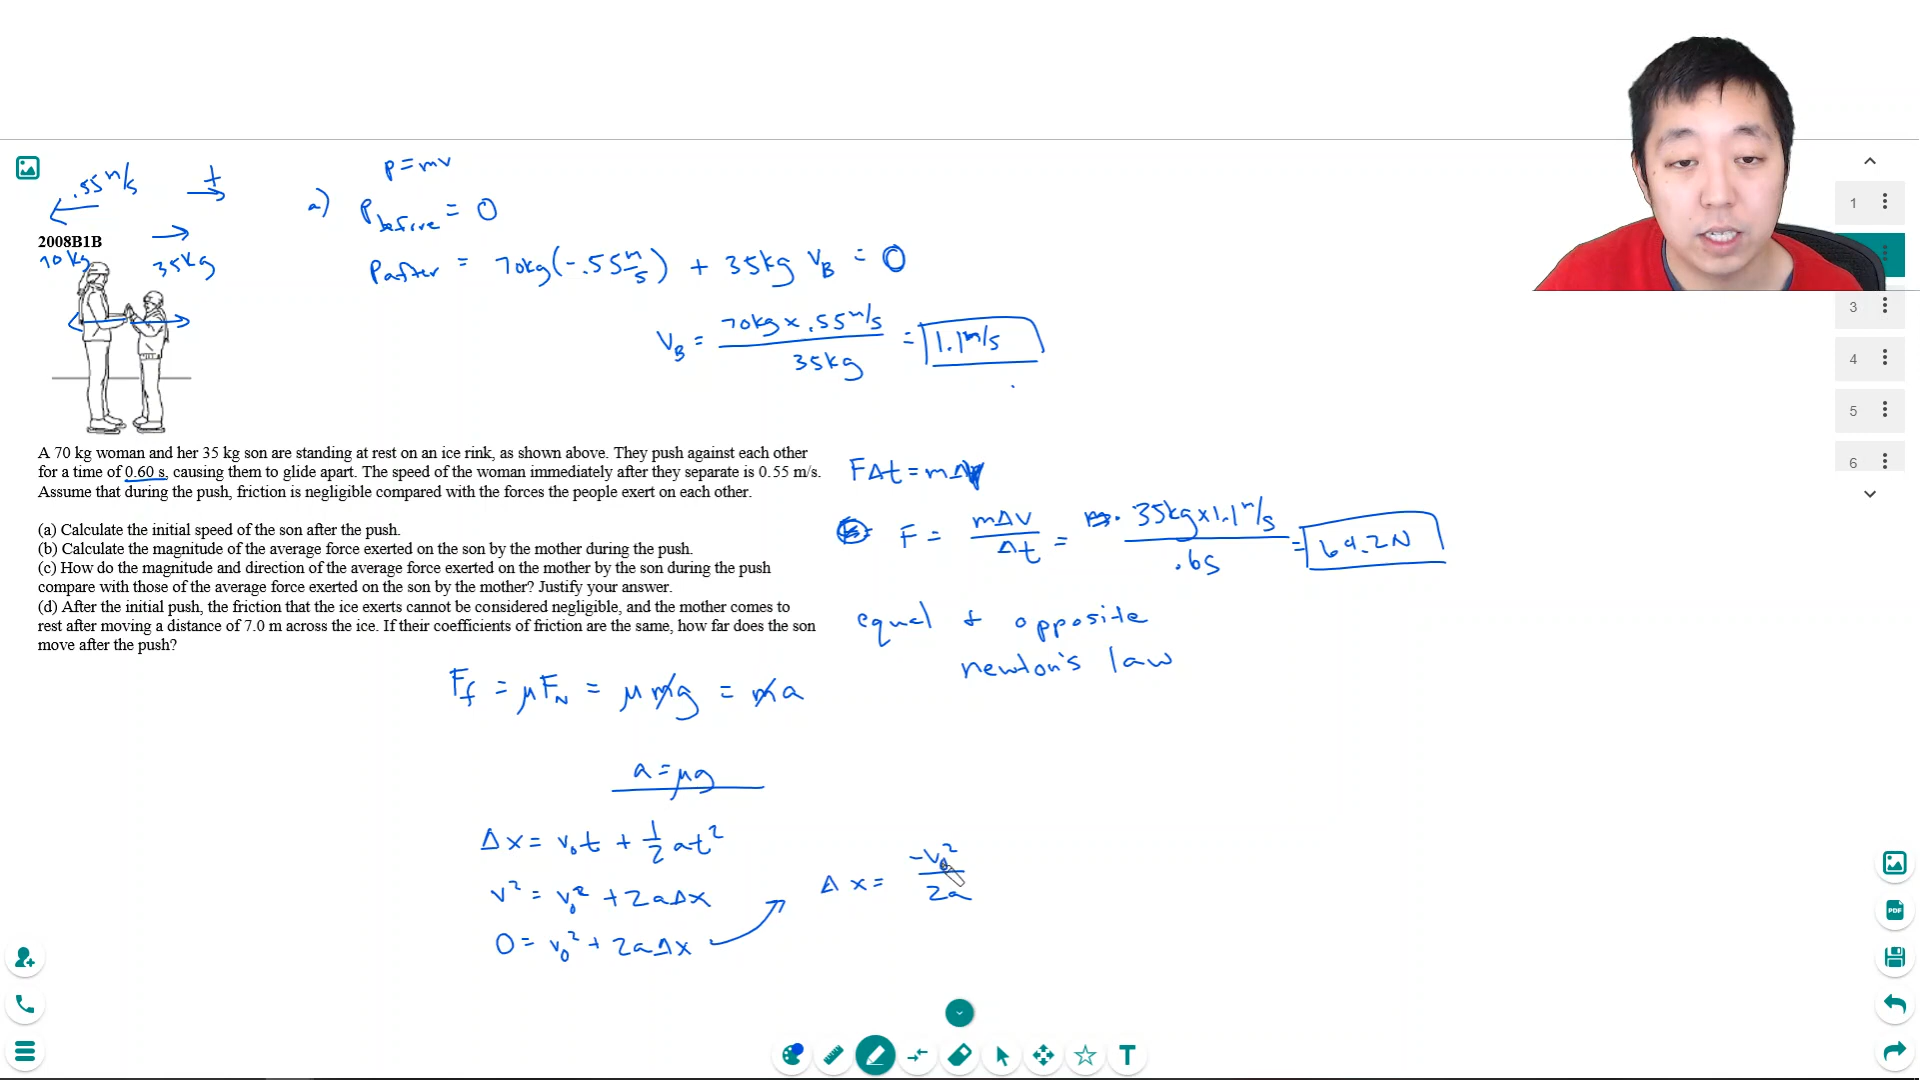 .55 m/s
+
2008B1B
70 kg
35kg
p=mv
a) Pbefore = 0
Pafter = 70kg(-.55 m/s) + 35kg VB = 0
VB = 70kg x .55 m/s / 35kg = 1.1 m/s
A 70 kg woman and her 35 kg son are standing at rest on an ice rink, as shown above. They push against each other
for a time of 0.60 s, causing them to glide apart. The speed of the woman immediately after they separate is 0.55 m/s.
Assume that during the push, friction is negligible compared with the forces the people exert on each other.
(a) Calculate the initial speed of the son after the push.
(b) Calculate the magnitude of the average force exerted on the son by the mother during the push.
(c) How do the magnitude and direction of the average force exerted on the mother by the son during the push
compare with those of the average force exerted on the son by the mother? Justify your answer.
(d) After the initial push, the friction that the ice exerts cannot be considered negligible, and the mother comes to
rest after moving a distance of 7.0 m across the ice. If their coefficients of friction are the same, how far does the son
move after the push?
FΔt = mΔv
F = mΔv / Δt = 35kg x 1.1 m/s / .6s = 64.2N
equal & opposite
newton's law
Ff = μFN = μmg = ma
a = μg
Δx = v₀t + 1/2 at²
v² = v₀² + 2aΔx
0 = v₀² + 2aΔx
Δx = -v₀² / 2a
1
3
4
5
6
PDF
T